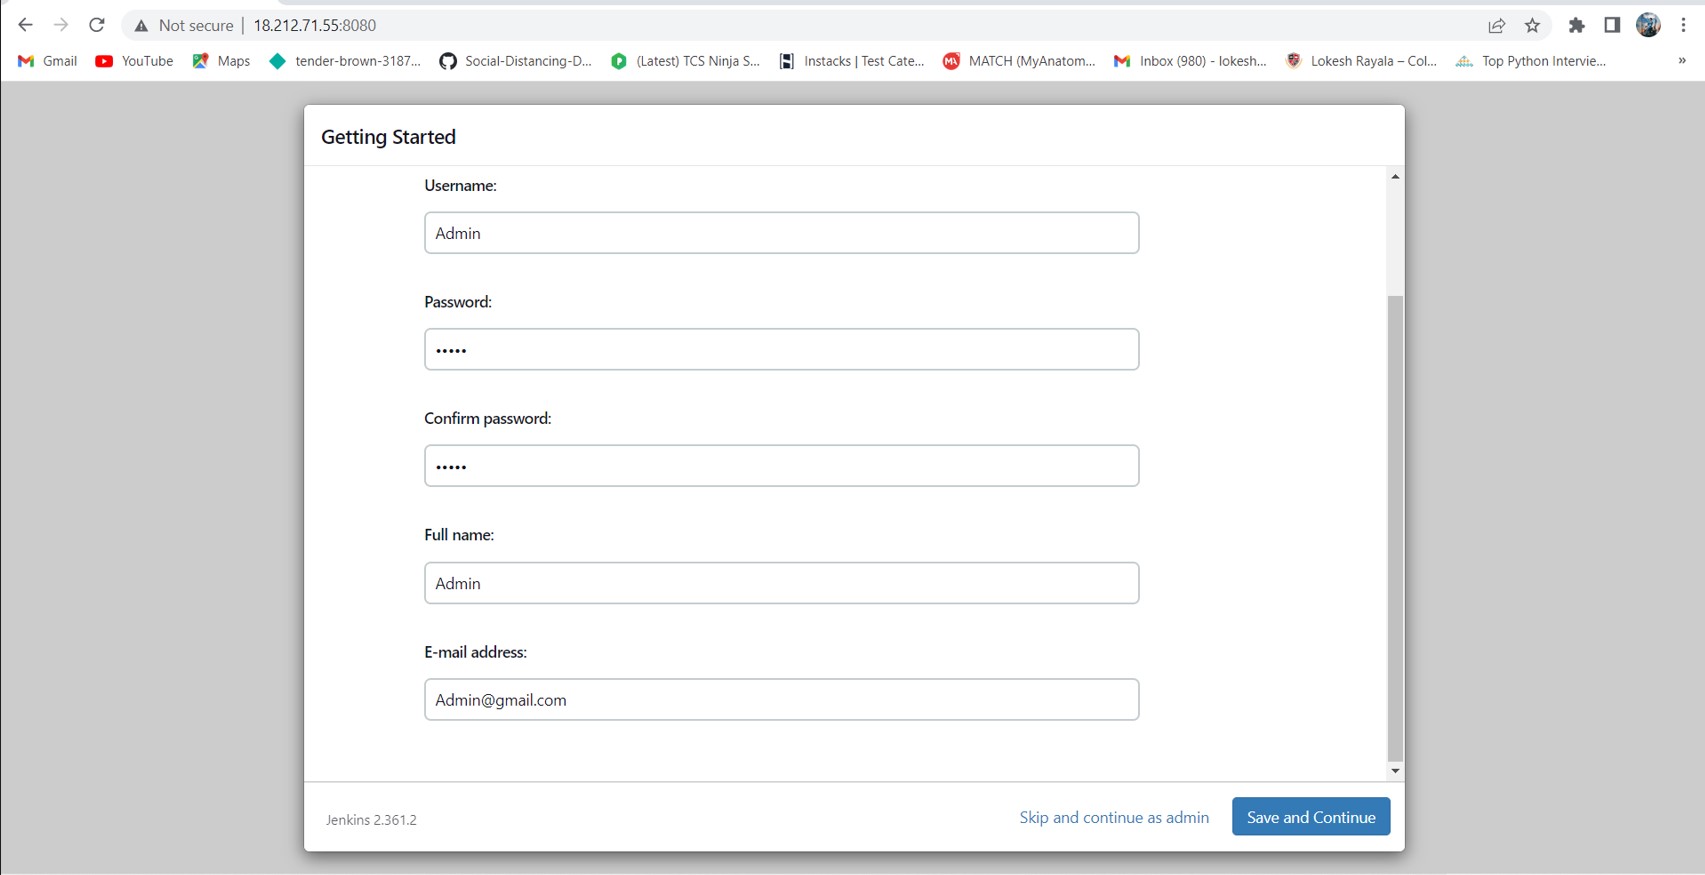 Not secure | 18.212.71.55:8080
Gmail YouTube Maps tender-brown-3187... Social-Distancing-D... (Latest) TCS Ninja S... Instacks | Test Cate... MATCH (MyAnatom... Inbox (980) - lokesh... Lokesh Rayala – Col... Top Python Intervie... »
Getting Started
Username:
Admin
Password:
•••••
Confirm password:
•••••
Full name:
Admin
E-mail address:
Admin@gmail.com
Jenkins 2.361.2
Skip and continue as admin
Save and Continue